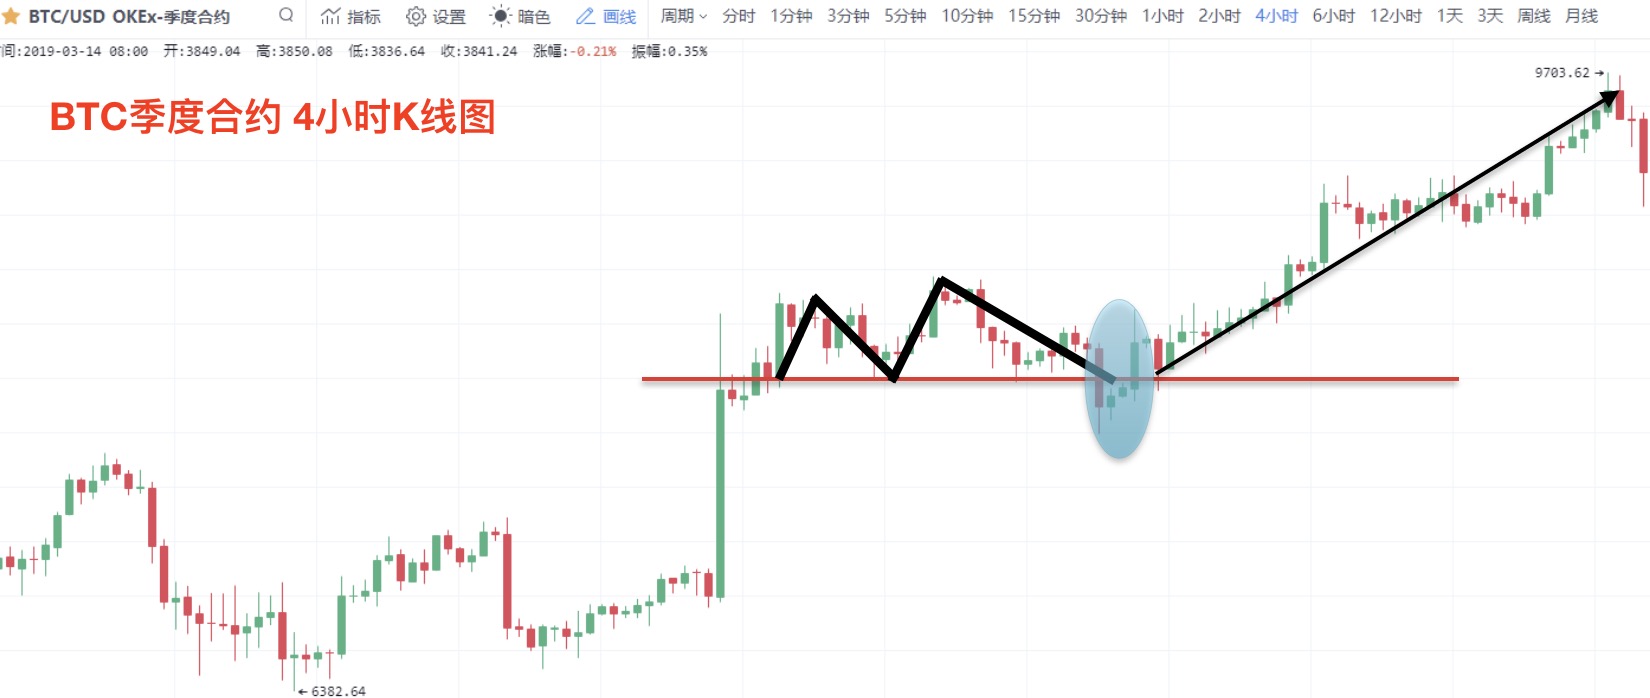 BTC/USD OKEx-季度合约 指标 设置 暗色 画线 周期 分时 1分钟 3分钟 5分钟 10分钟 15分钟 30分钟 1小时 2小时 4小时 6小时 12小时 1天 3天 周线 月线
间:2019-03-14 08:00 开:3849.04 高:3850.08 低:3836.64 收:3841.24 涨幅:-0.21% 振幅:0.35%
9703.62
BTC季度合约 4小时K线图
6382.64